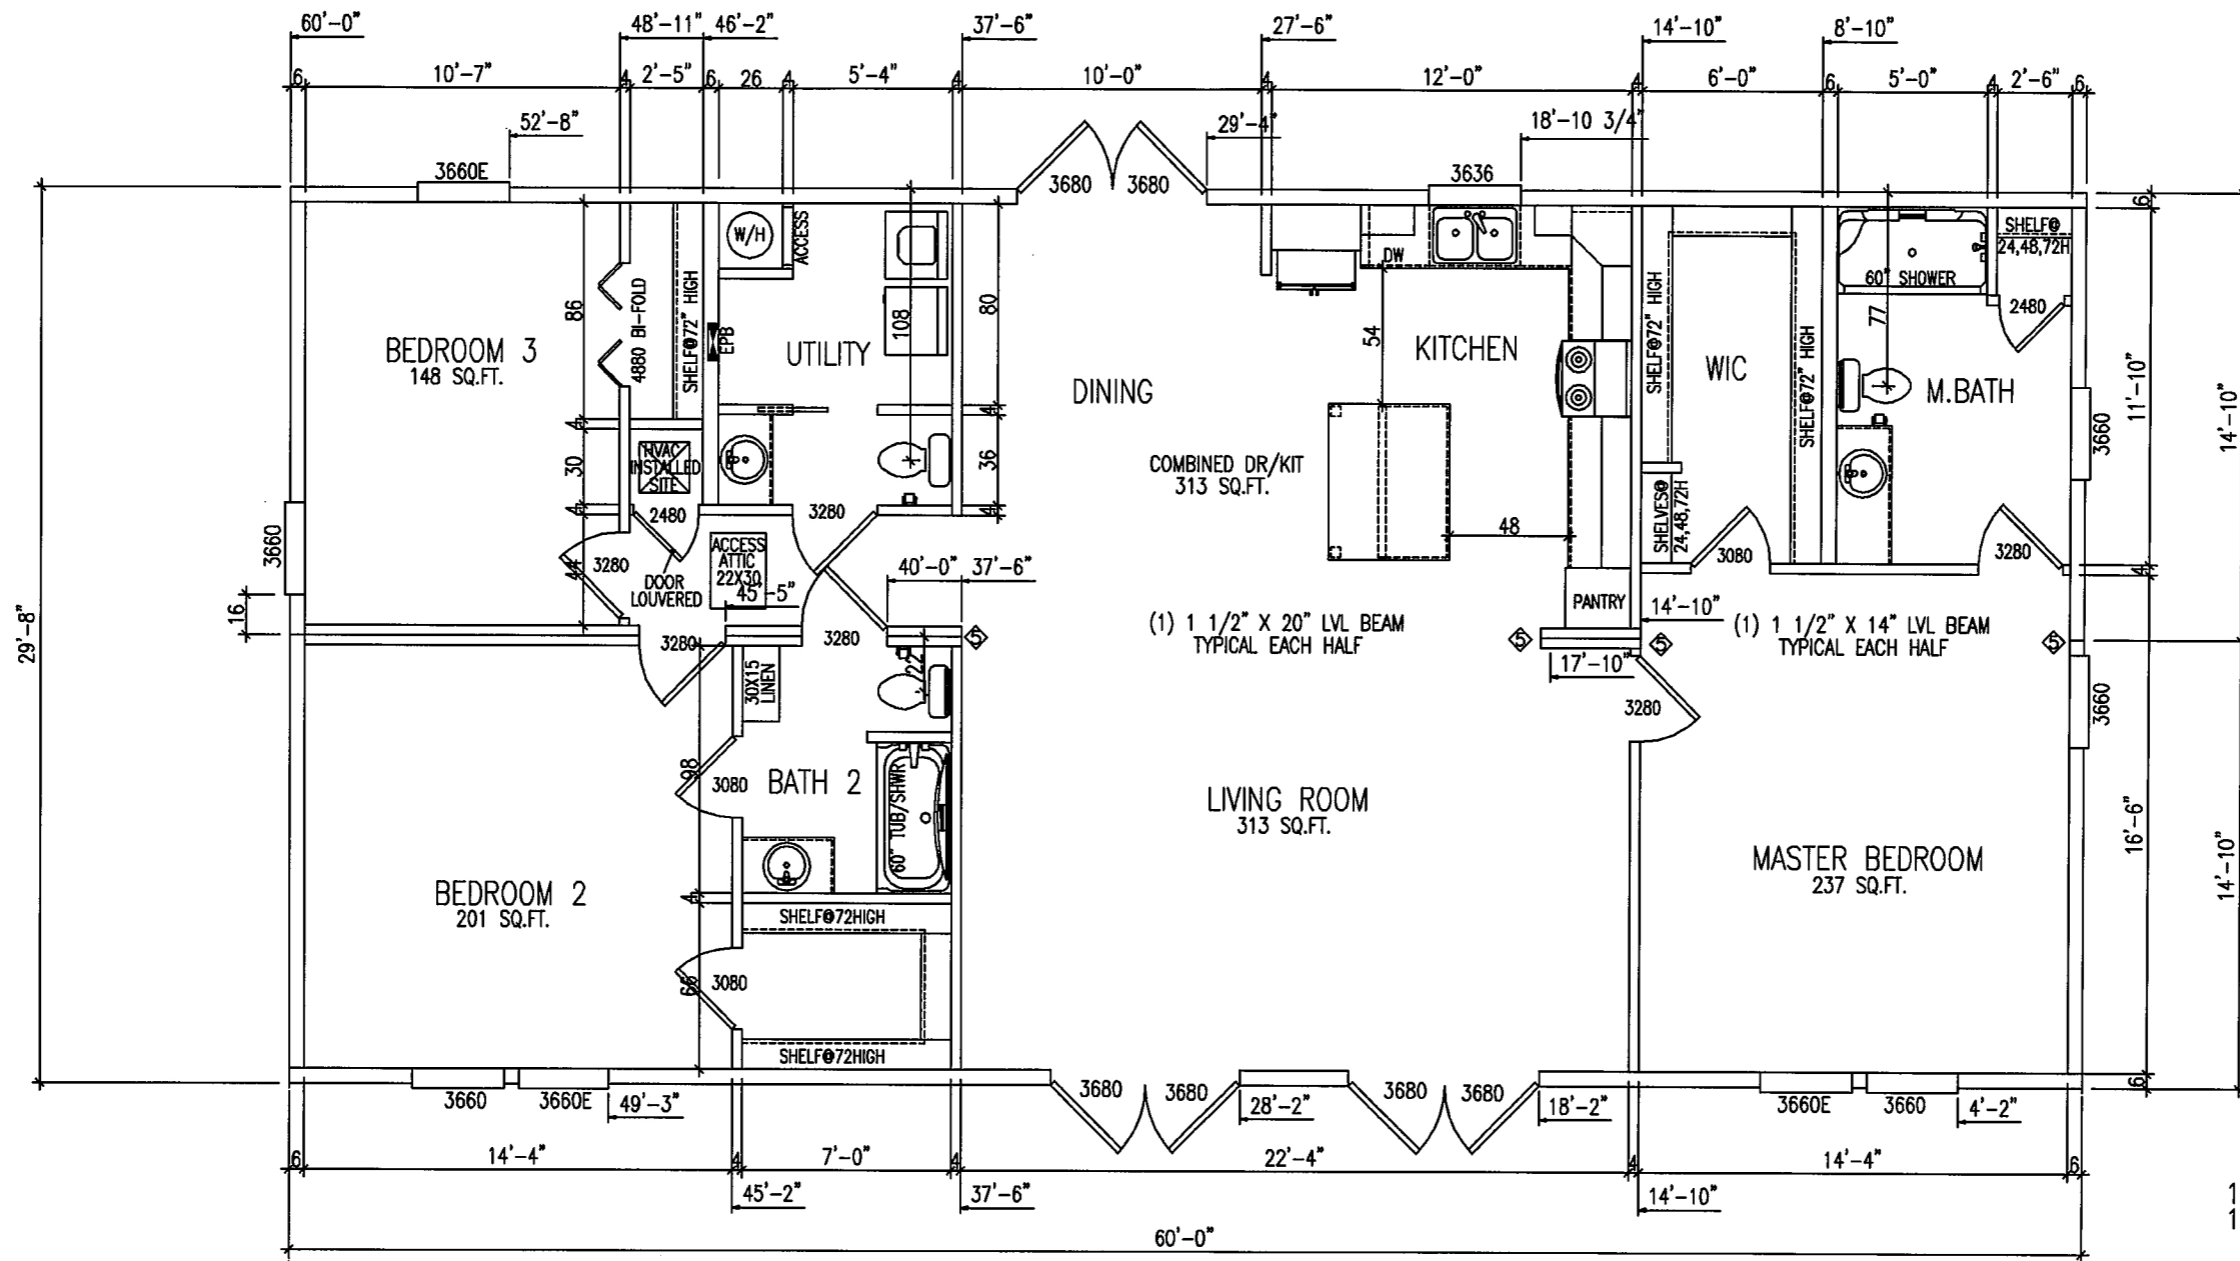 60'-0" 48'-11" 46'-2" 37'-6" 27'-6" 14'-10" 8'-10"
6 10'-7" 4 2'-5" 6 26 4 5'-4" 4 10'-0" 4 12'-0" 4 6'-0" 6 5'-0" 4 2'-6" 6
52'-8" 29'-4" 18'-10 3/4"
3660E 3680 3680 3636
6
W/H
ACCESS
DW
SHELF@
24,48,72H
60" SHOWER
2480
86
4880 BI-FOLD
SHELF@72" HIGH
EPB
108
80
54
SHELF@72" HIGH
SHELF@72" HIGH
77
11'-10"
14'-10"
BEDROOM 3
148 SQ.FT.
UTILITY
DINING
KITCHEN
WIC
M.BATH
3660
4
30
4
44
HVAC
INSTALLED
SITE
4
36
4
COMBINED DR/KIT
313 SQ.FT.
SHELVES@
24,48,72H
48
2480
3280
3280
3080
3280
3660
16
29'-8"
DOOR
LOUVERED
ACCESS
ATTIC
22X30
45'-5"
40'-0" 37'-6"
4
PANTRY
14'-10"
3280
3280
5
(1) 1 1/2" X 20" LVL BEAM
TYPICAL EACH HALF
5
5
(1) 1 1/2" X 14" LVL BEAM
TYPICAL EACH HALF
5
17'-10"
30X15
LINEN
22
3280
3660
98
3080
BATH 2
60" TUB/SHWR
LIVING ROOM
313 SQ.FT.
MASTER BEDROOM
237 SQ.FT.
16'-6"
14'-10"
BEDROOM 2
201 SQ.FT.
4
SHELF@72HIGH
66
3080
SHELF@72HIGH
6
3660 3660E 49'-3"
3680 3680 28'-2" 3680 3680 18'-2"
3660E 3660 4'-2"
6 14'-4" 4 7'-0" 4 22'-4" 4 14'-4" 6
45'-2" 37'-6" 14'-10"
60'-0"
1
1